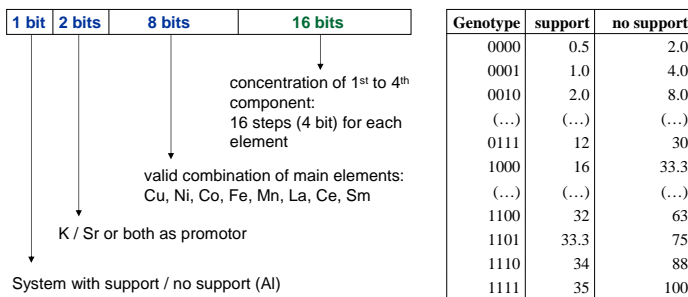 1 bit 2 bits 8 bits 16 bits
concentration of 1st to 4th
component:
16 steps (4 bit) for each
element
valid combination of main elements:
Cu, Ni, Co, Fe, Mn, La, Ce, Sm
K / Sr or both as promotor
System with support / no support (Al)
Genotype support no support
0000 0.5 2.0
0001 1.0 4.0
0010 2.0 8.0
(…) (…) (…)
0111 12 30
1000 16 33.3
(…) (…) (…)
1100 32 63
1101 33.3 75
1110 34 88
1111 35 100